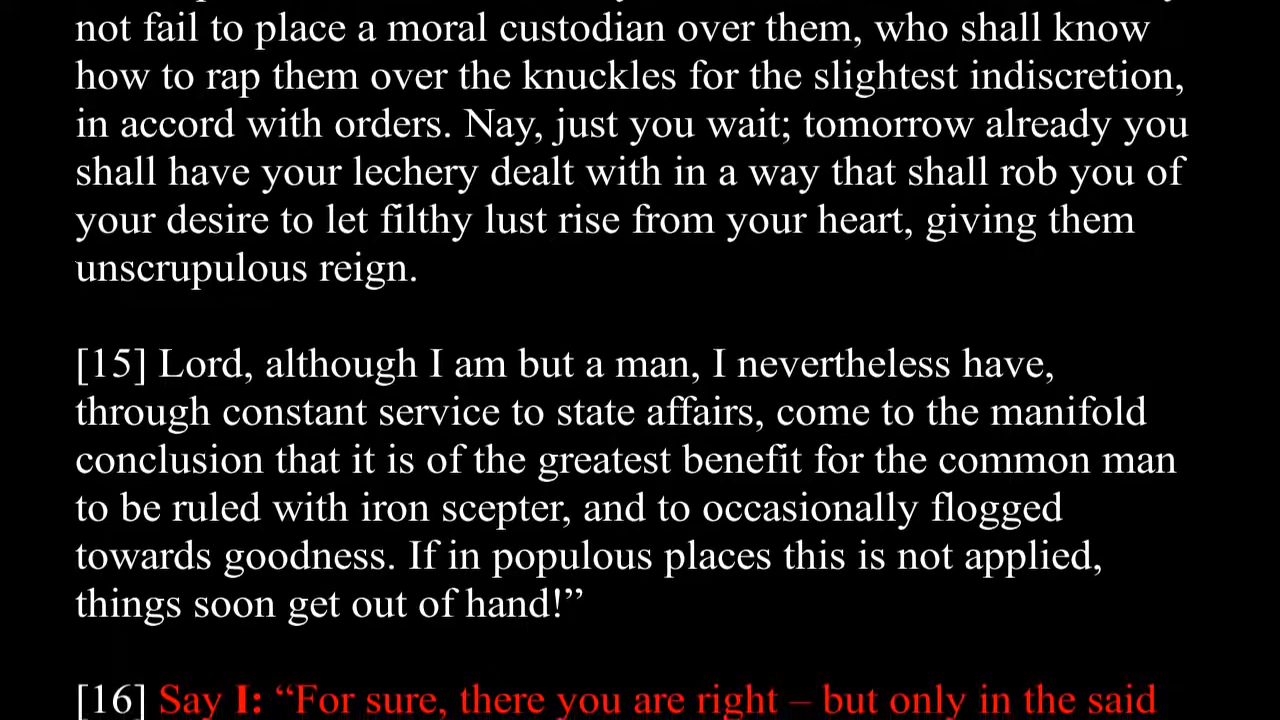 not fail to place a moral custodian over them, who shall know
how to rap them over the knuckles for the slightest indiscretion,
in accord with orders. Nay, just you wait; tomorrow already you
shall have your lechery dealt with in a way that shall rob you of
your desire to let filthy lust rise from your heart, giving them
unscrupulous reign.
[15] Lord, although I am but a man, I nevertheless have,
through constant service to state affairs, come to the manifold
conclusion that it is of the greatest benefit for the common man
to be ruled with iron scepter, and to occasionally flogged
towards goodness. If in populous places this is not applied,
things soon get out of hand!”
[16] Say I: “For sure, there you are right – but only in the said